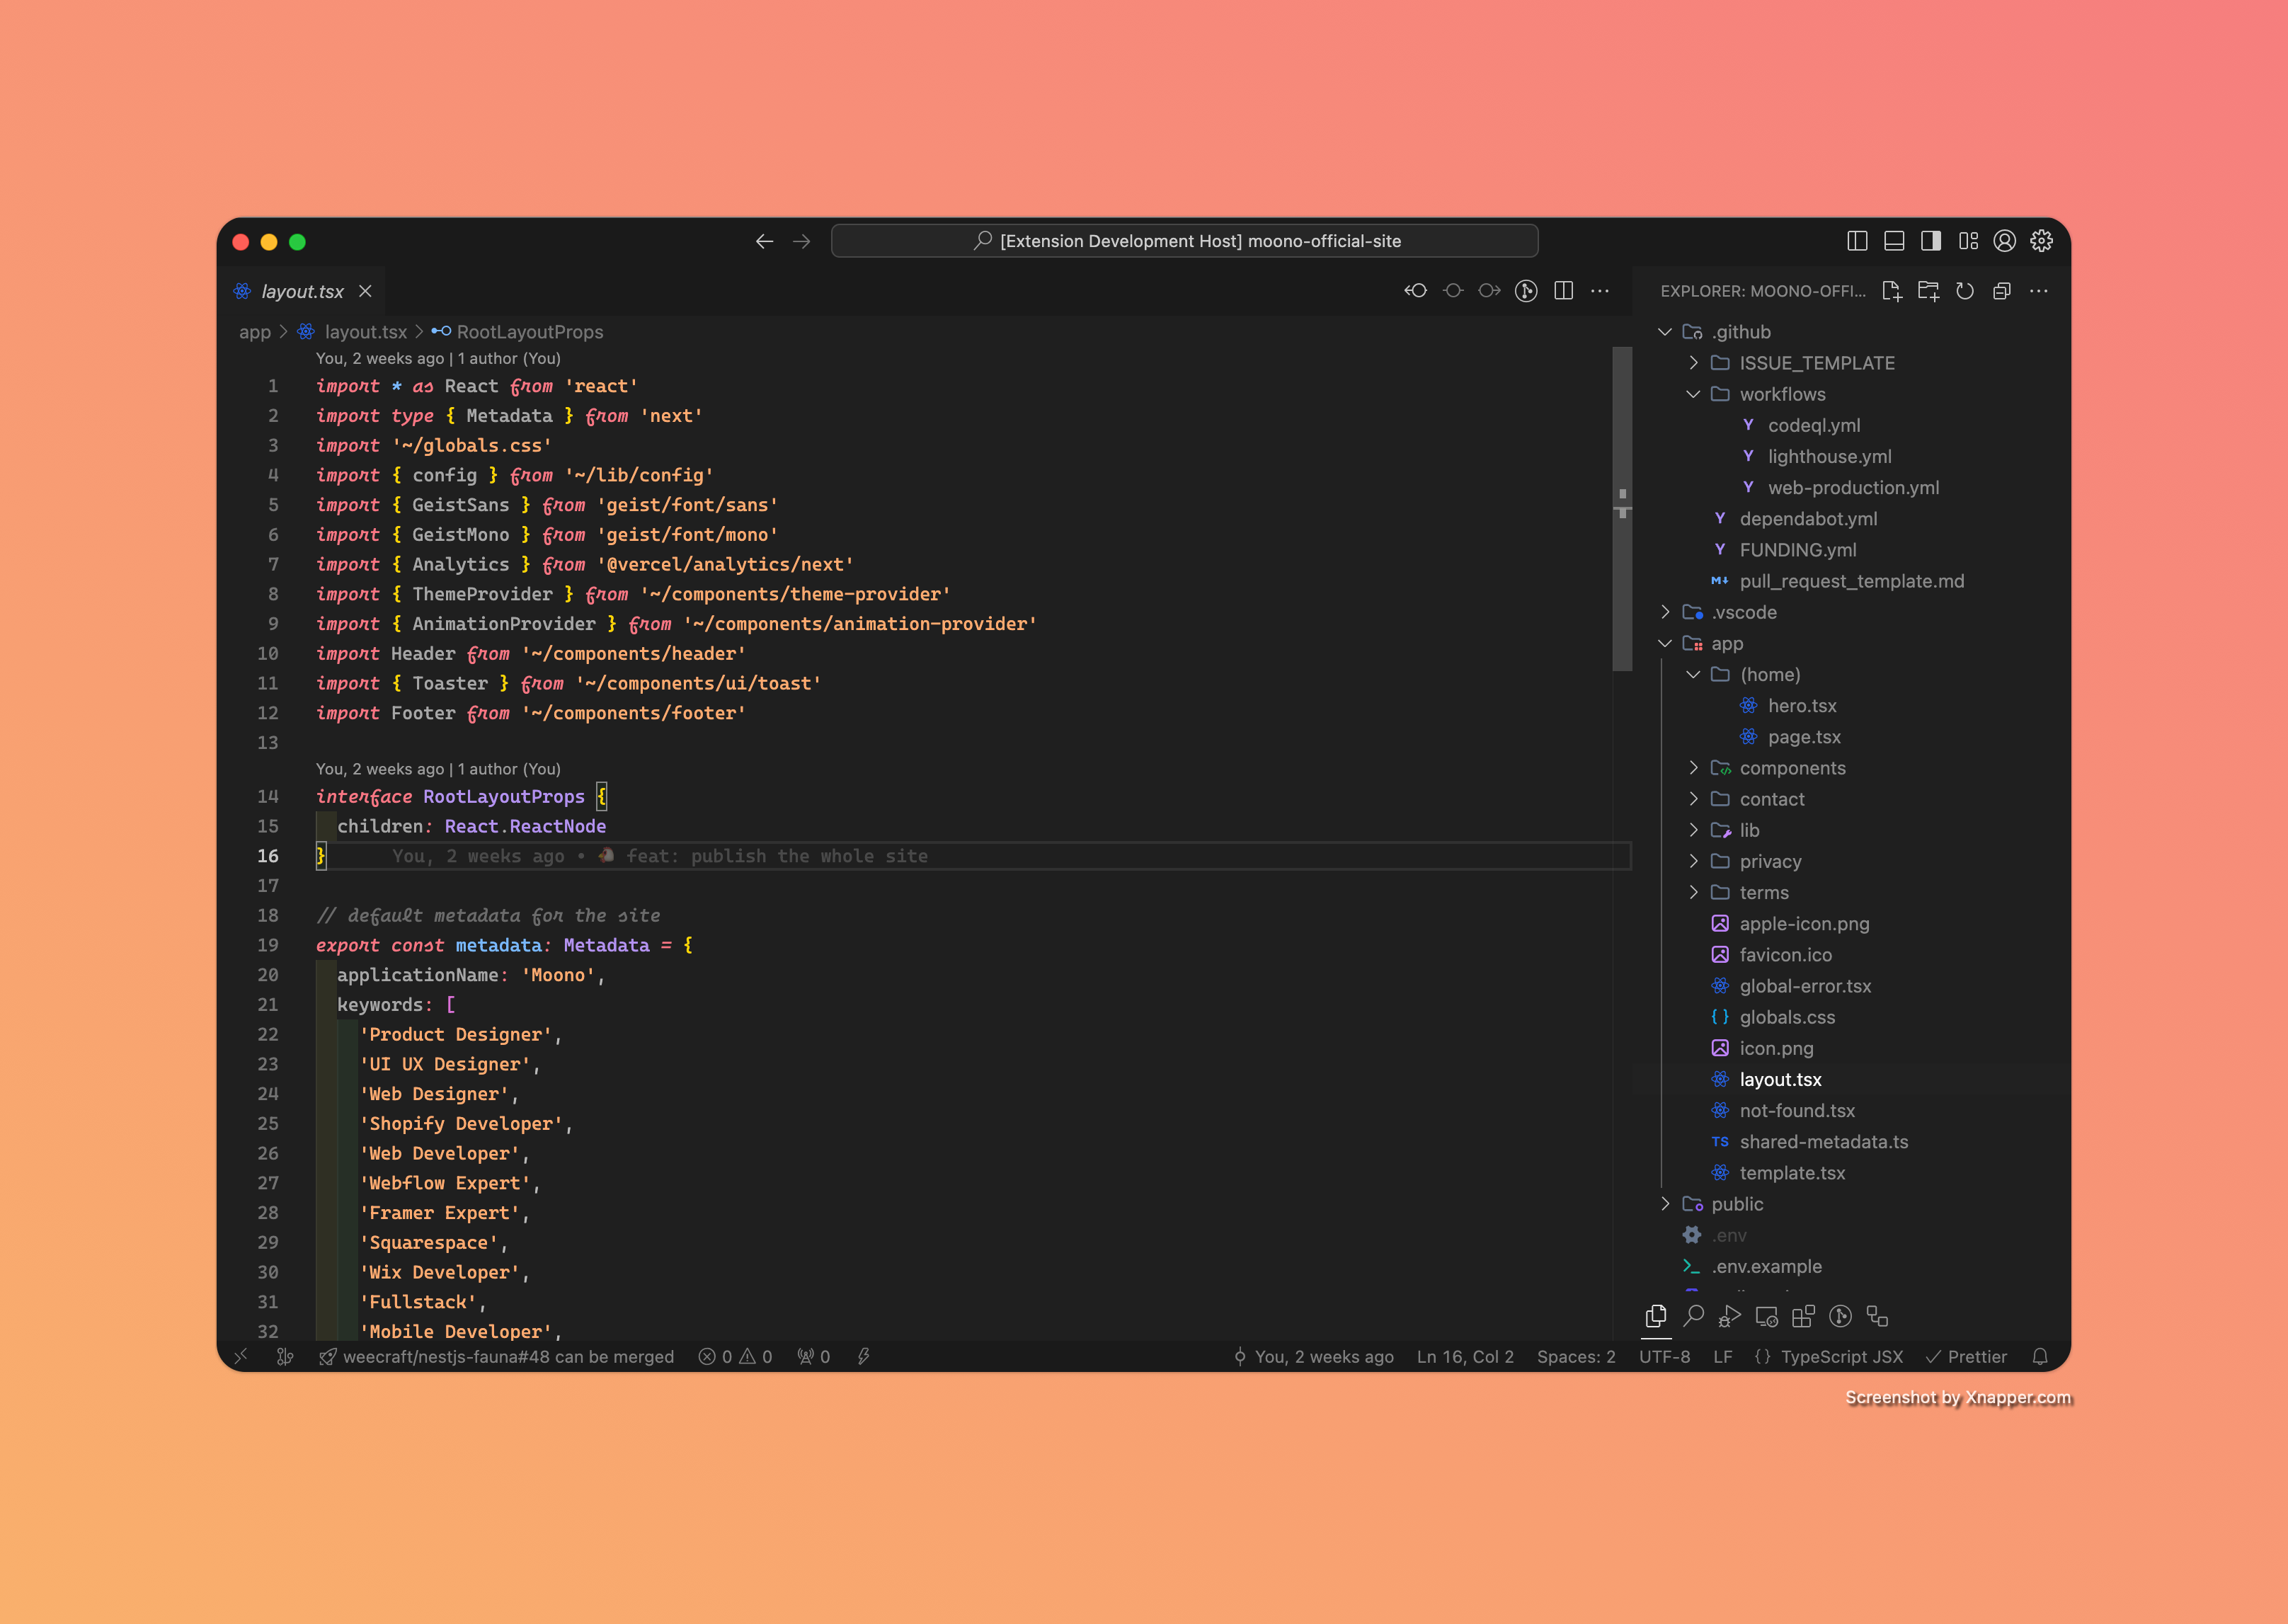 [Extension Development Host] moono-official-site
layout.tsx
app > layout.tsx > RootLayoutProps
You, 2 weeks ago | 1 author (You)
1 import * as React from 'react'
2 import type { Metadata } from 'next'
3 import '~/globals.css'
4 import { config } from '~/lib/config'
5 import { GeistSans } from 'geist/font/sans'
6 import { GeistMono } from 'geist/font/mono'
7 import { Analytics } from '@vercel/analytics/next'
8 import { ThemeProvider } from '~/components/theme-provider'
9 import { AnimationProvider } from '~/components/animation-provider'
10 import Header from '~/components/header'
11 import { Toaster } from '~/components/ui/toast'
12 import Footer from '~/components/footer'
13
You, 2 weeks ago | 1 author (You)
14 interface RootLayoutProps {
15 children: React.ReactNode
16 } You, 2 weeks ago • 🐔 feat: publish the whole site
17
18 // default metadata for the site
19 export const metadata: Metadata = {
20 applicationName: 'Moono',
21 keywords: [
22 'Product Designer',
23 'UI UX Designer',
24 'Web Designer',
25 'Shopify Developer',
26 'Web Developer',
27 'Webflow Expert',
28 'Framer Expert',
29 'Squarespace',
30 'Wix Developer',
31 'Fullstack',
32 'Mobile Developer',
EXPLORER: MOONO-OFFI...
.github
ISSUE_TEMPLATE
workflows
Y codeql.yml
Y lighthouse.yml
Y web-production.yml
Y dependabot.yml
Y FUNDING.yml
M↓ pull_request_template.md
.vscode
app
(home)
hero.tsx
page.tsx
components
contact
lib
privacy
terms
apple-icon.png
favicon.ico
global-error.tsx
{ } globals.css
icon.png
layout.tsx
not-found.tsx
TS shared-metadata.ts
template.tsx
public
.env
.env.example
weecraft/nestjs-fauna#48 can be merged 0 0 0
You, 2 weeks ago Ln 16, Col 2 Spaces: 2 UTF-8 LF { } TypeScript JSX Prettier
Screenshot by Xnapper.com